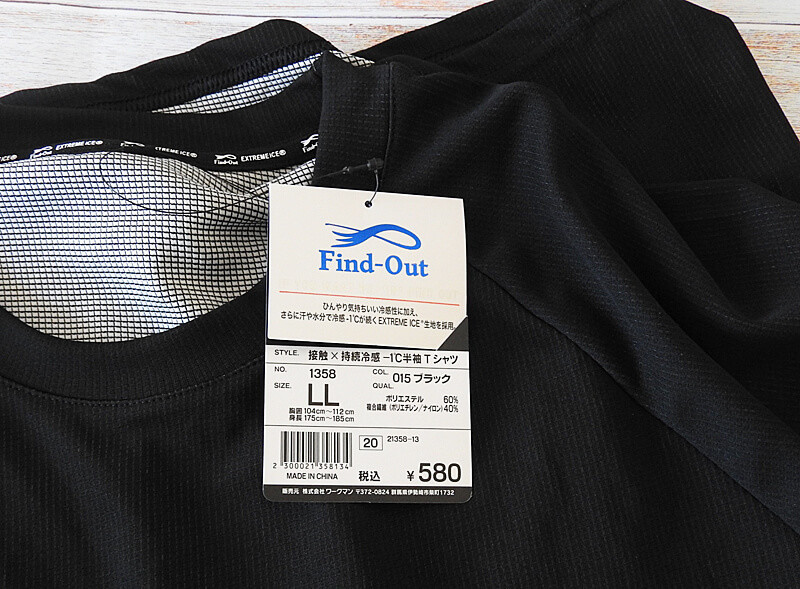 CE®
Find-Out EXTREME ICE®
Find-Out EXTREME ICE®
Find-Out
Find-Out
ひんやり気持ちいい冷感性に加え、
さらに汗や水分で冷感-1℃が続くEXTREME ICE®生地を採用。
STYLE. 接触×持続冷感-1℃半袖Tシャツ
NO. 1358 COL. 015 ブラック
SIZE. LL QUAL.
ポリエステル 60%
複合繊維(ポリエチレン/ナイロン)40%
胸囲 104cm~112cm
身長 175cm~185cm
20 21358-13
2 300021 358134
MADE IN CHINA 税込 ¥580
販売元 株式会社 ワークマン 〒372-0824 群馬県伊勢崎市柴町1732